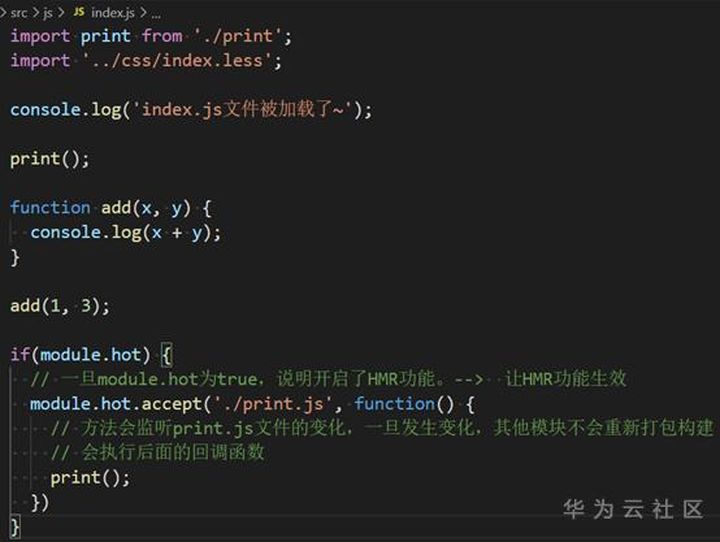 src > js > JS index.js > ...
import print from './print';
import '../css/index.less';
console.log('index.js文件被加载了~');
print();
function add(x, y) {
console.log(x + y);
}
add(1, 3);
if(module.hot) {
// 一旦module.hot为true，说明开启了HMR功能。--> 让HMR功能生效
module.hot.accept('./print.js', function() {
// 方法会监听print.js文件的变化，一旦发生变化，其他模块不会重新打包构建
// 会执行后面的回调函数
print();
})
}
华为云社区